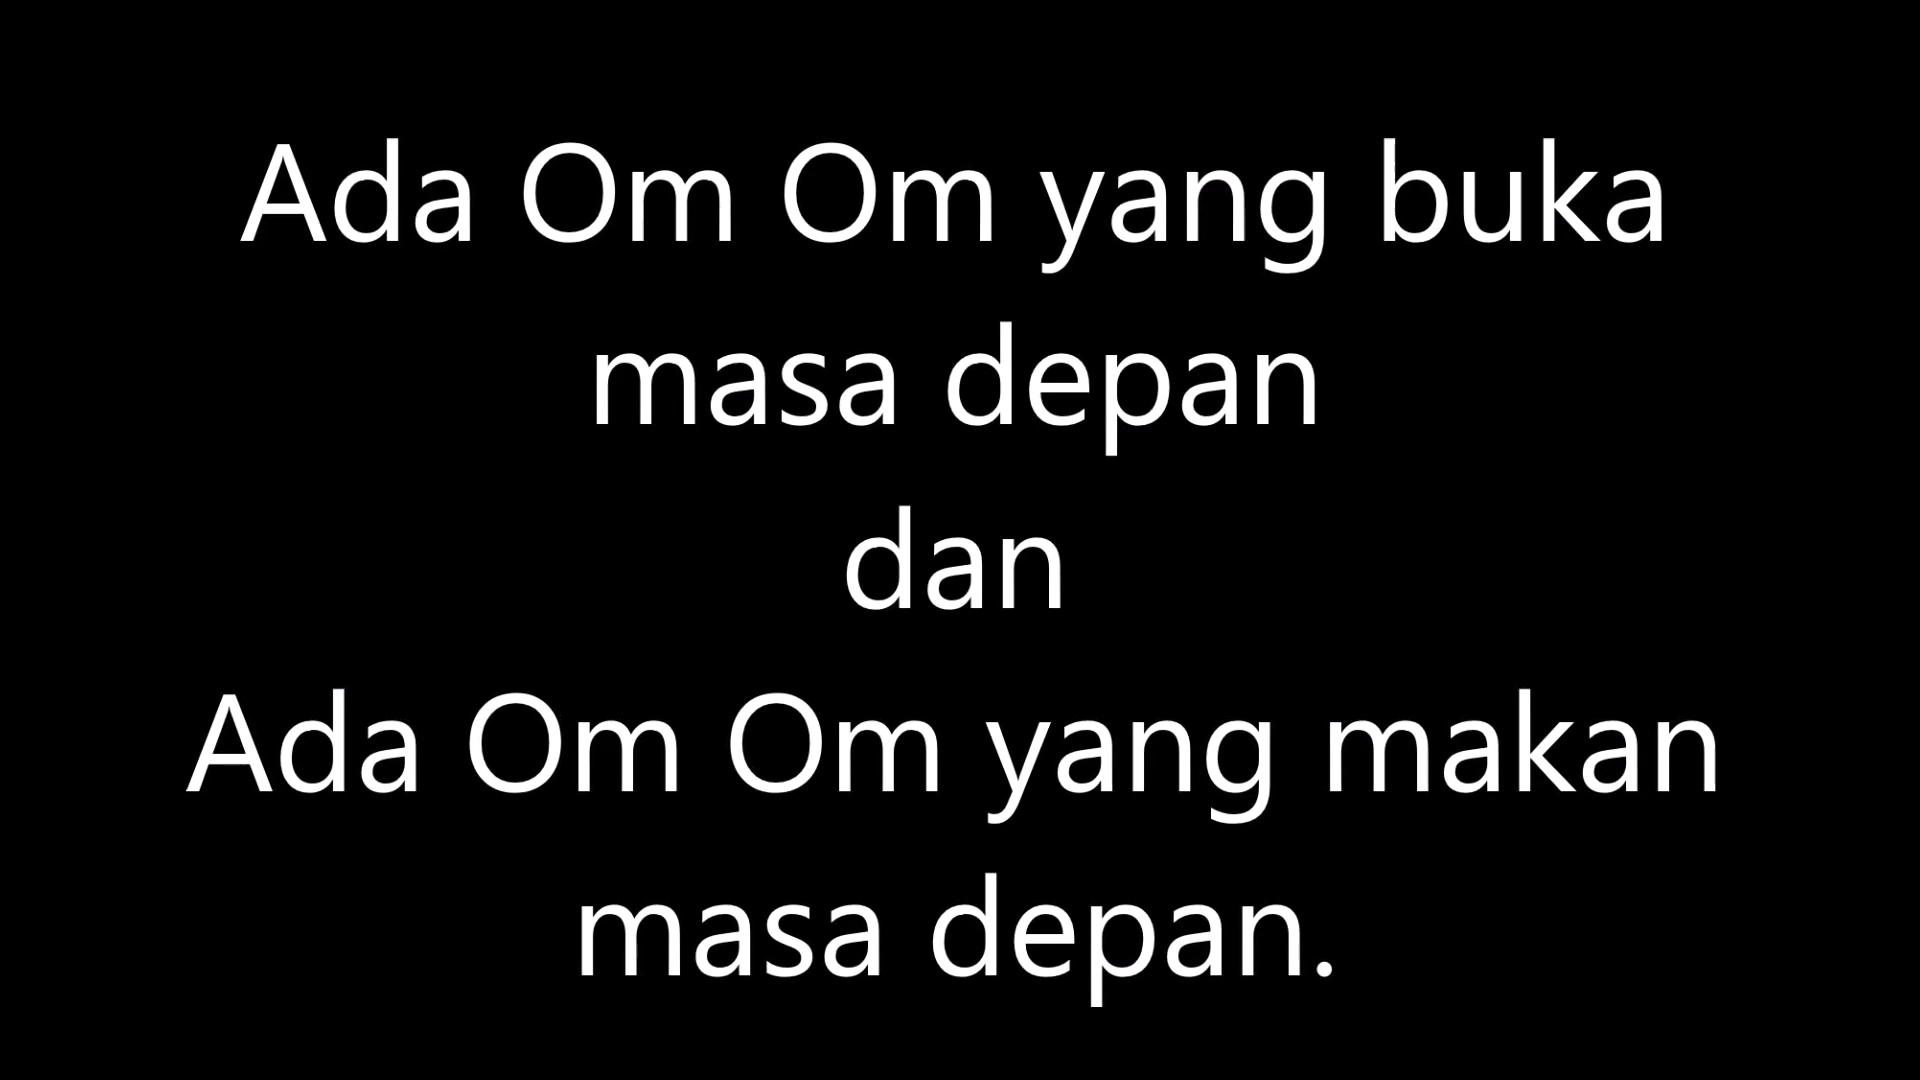 Ada Om Om yang buka
masa depan
dan
Ada Om Om yang makan
masa depan.